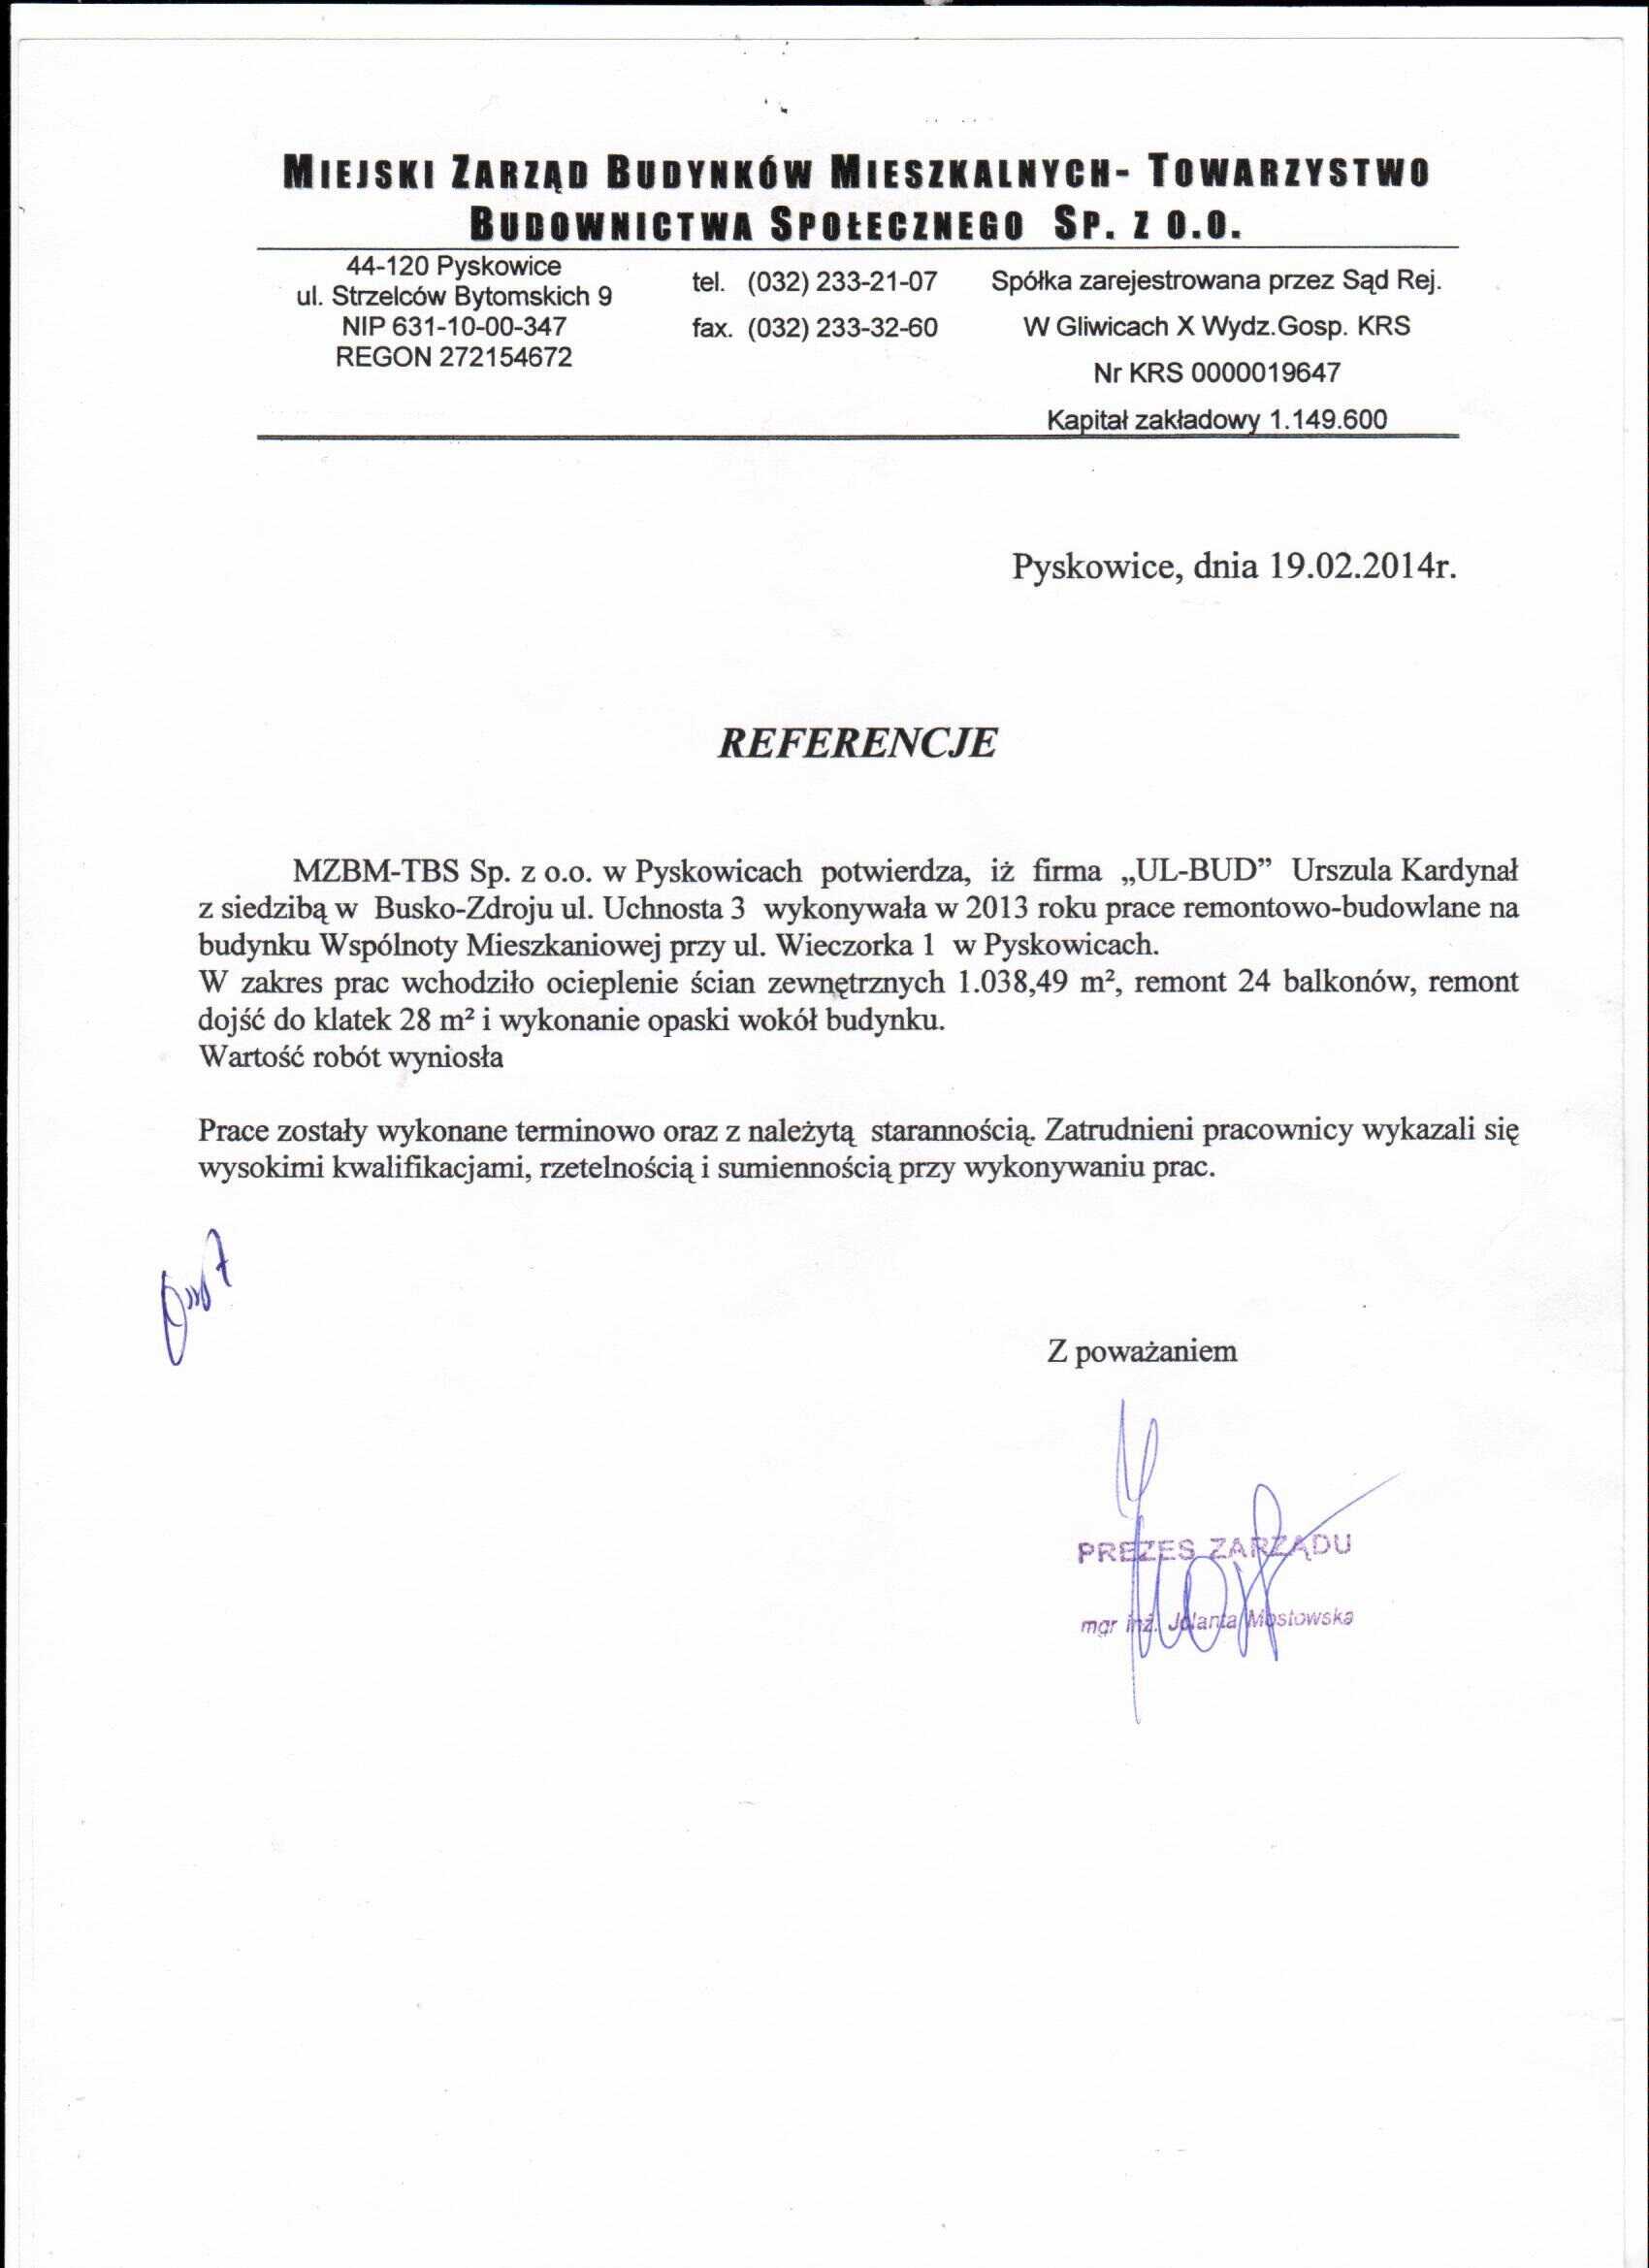 MIEJSKI ZARZĄD BUDYNKÓW MIESZKALNYCH- TOWARZYSTWO
BUDOWNICTWA SPOŁECZNEGO SP. Z O.O.
44-120 Pyskowice
ul. Strzelców Bytomskich 9
NIP 631-10-00-347
REGON 272154672
tel. (032) 233-21-07
fax. (032) 233-32-60
Spółka zarejestrowana przez Sąd Rej.
W Gliwicach X Wydz.Gosp. KRS
Nr KRS 0000019647
Kapitał zakładowy 1.149.600
Pyskowice, dnia 19.02.2014r.
REFERENCJE
MZBM-TBS Sp. z o.o. w Pyskowicach potwierdza, iż firma „UL-BUD” Urszula Kardynał
z siedzibą w Busko-Zdroju ul. Uchnosta 3 wykonywała w 2013 roku prace remontowo-budowlane na
budynku Wspólnoty Mieszkaniowej przy ul. Wieczorka 1 w Pyskowicach.
W zakres prac wchodziło ocieplenie ścian zewnętrznych 1.038,49 m², remont 24 balkonów, remont
dojść do klatek 28 m² i wykonanie opaski wokół budynku.
Wartość robót wyniosła
Prace zostały wykonane terminowo oraz z należytą starannością. Zatrudnieni pracownicy wykazali się
wysokimi kwalifikacjami, rzetelnością i sumiennością przy wykonywaniu prac.
Z poważaniem
PREZES ZARZĄDU
mgr inż. Jolanta Mostowska